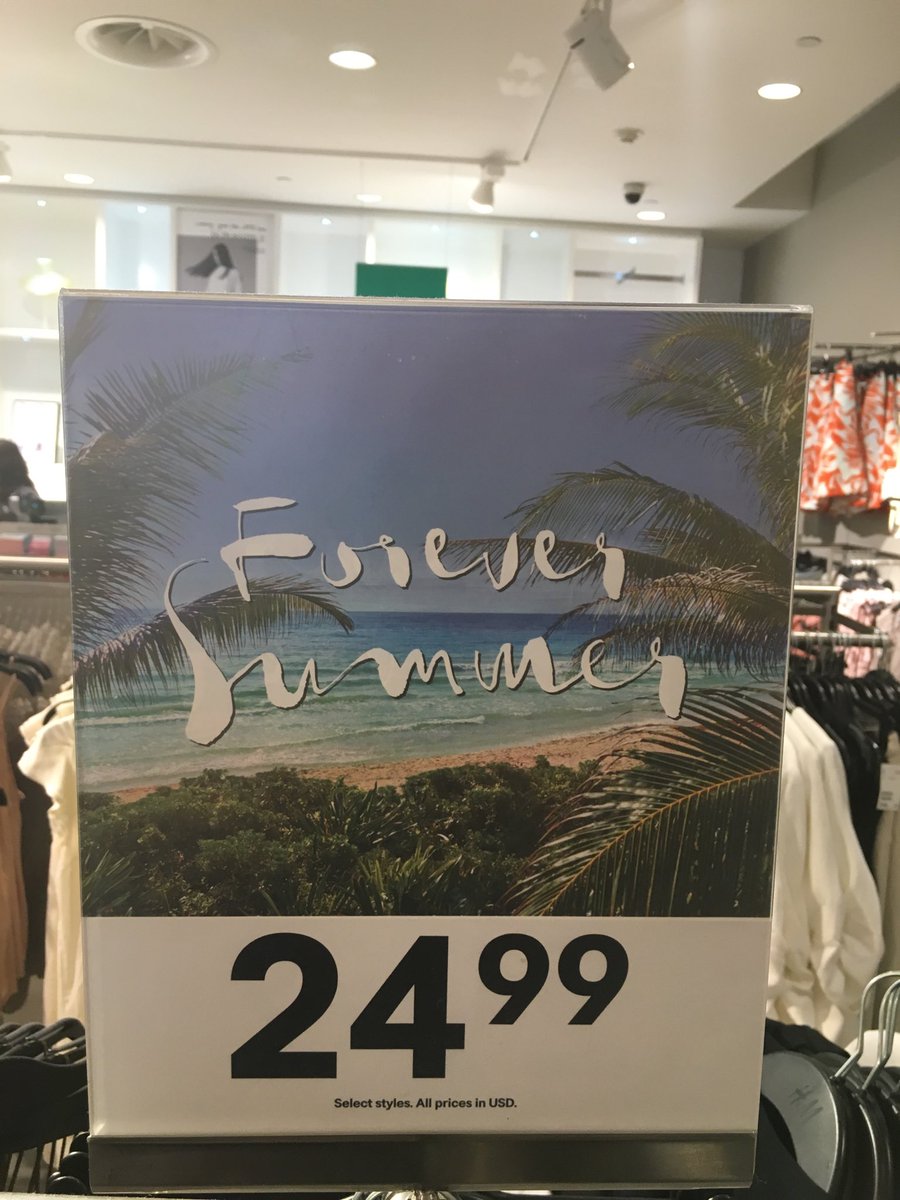 Forever
Summer
24 99
Select styles. All prices in USD.